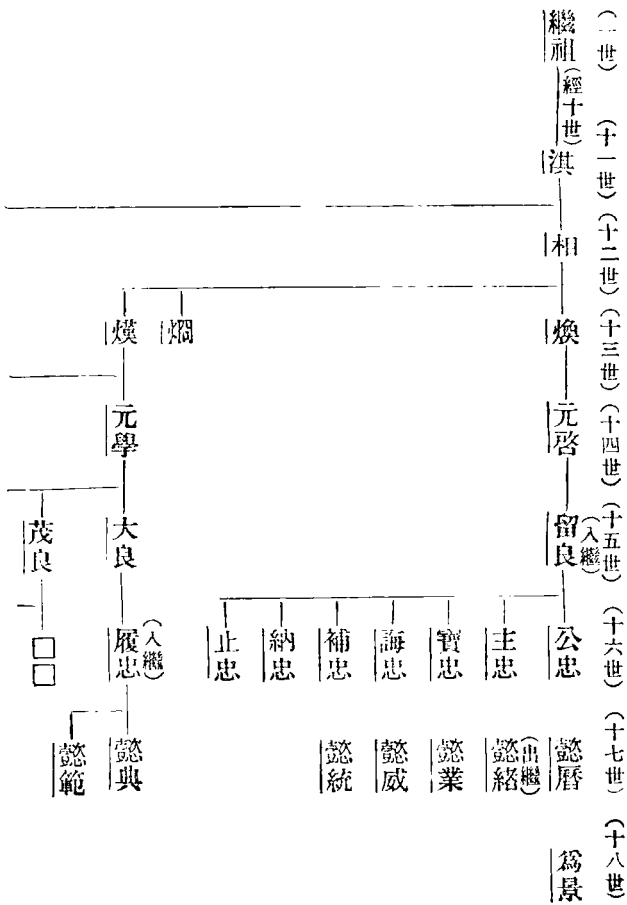 (一世)
(十一世)
(十二世)
(十三世)
(十四世)
(十五世)
(十六世)
(十七世)
(十八世)
繼祖
(經十世)
淇
相
煥
元啓
留良
(入繼)
公忠
懿曆
爲景
主忠
懿絡
(出繼)
寶忠
懿業
誨忠
懿威
補忠
懿統
納忠
止忠
燗
熯
元學
大良
履忠
(入繼)
懿典
懿範
茂良
□□